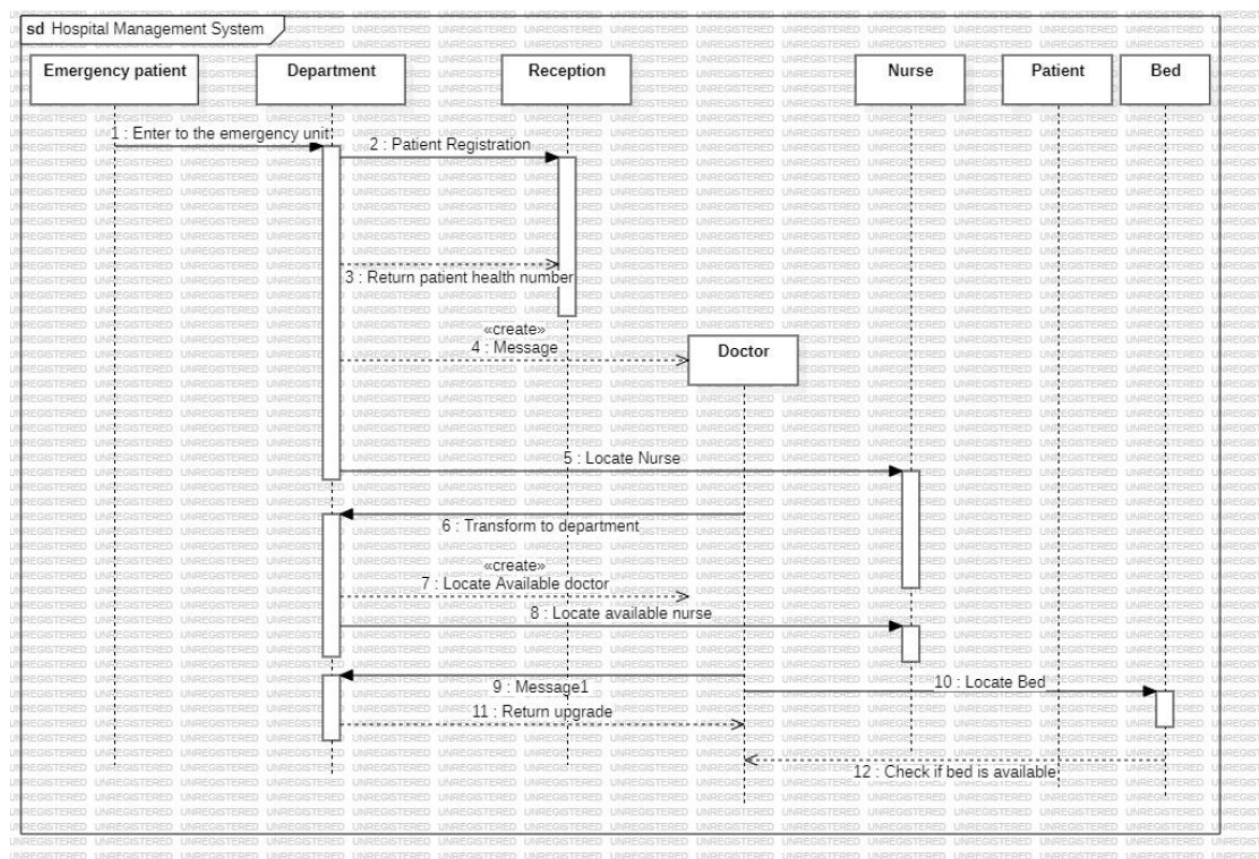 sd Hospital Management System
Emergency patient
Department
Reception
Nurse
Patient
Bed
1 : Enter to the emergency unit
2 : Patient Registration
3 : Return patient health number
«create»
4 : Message
Doctor
5 : Locate Nurse
6 : Transform to department
«create»
7 : Locate Available doctor
8 : Locate available nurse
9 : Message1
10 : Locate Bed
11 : Return upgrade
12 : Check if bed is available
UNREGISTERED